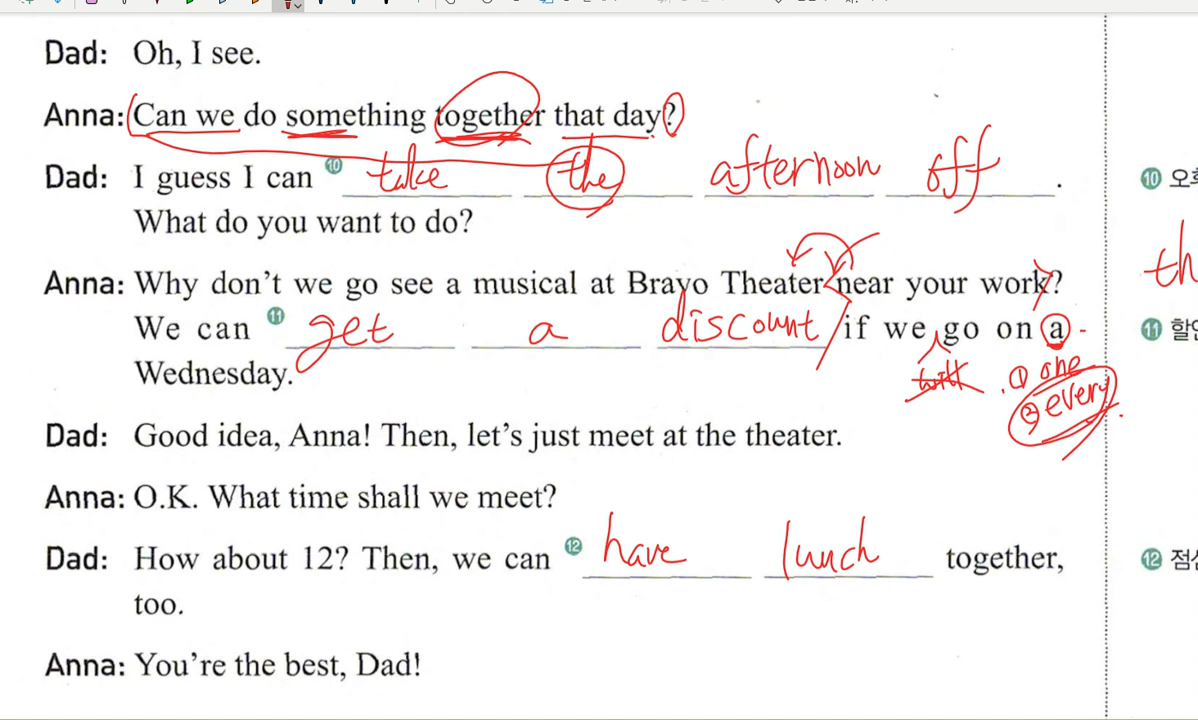 Dad: Oh, I see.
Anna: Can we do something together that day?
Dad: I guess I can ⑩ take the afternoon off.
⑩ 오후
What do you want to do?
th
Anna: Why don't we go see a musical at Bravo Theater near your work?
We can ⑪ get a discount if we go on a
⑪ 할인
will
① one
Wednesday.
② every
Dad: Good idea, Anna! Then, let's just meet at the theater.
Anna: O.K. What time shall we meet?
Dad: How about 12? Then, we can ⑫ have lunch together,
⑫ 점심
too.
Anna: You're the best, Dad!